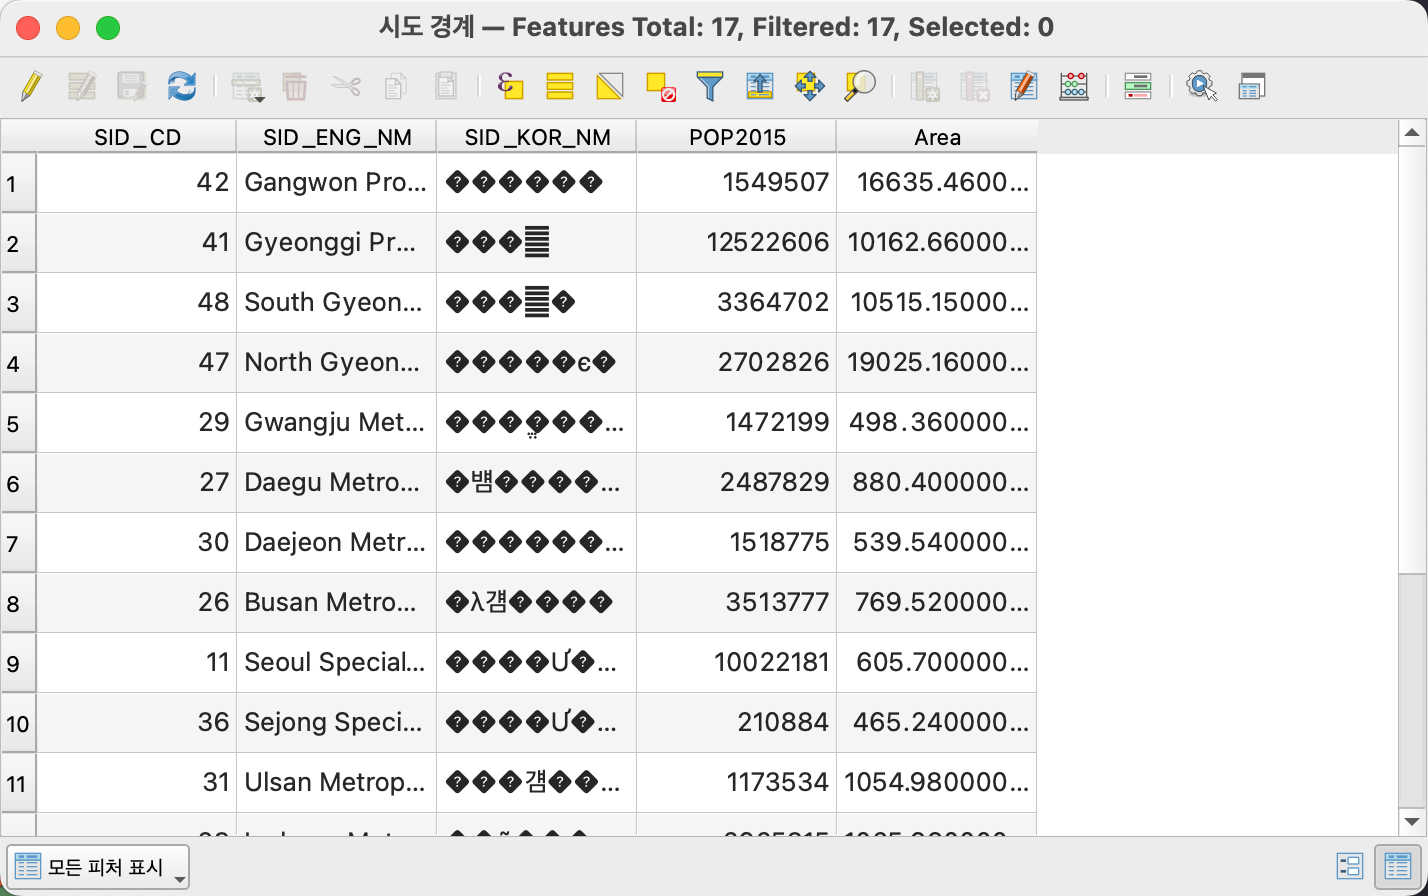 시도 경계 — Features Total: 17, Filtered: 17, Selected: 0
SID_CD SID_ENG_NM SID_KOR_NM POP2015 Area
1 42 Gangwon Pro... ������ 1549507 16635.4600...
2 41 Gyeonggi Pr... ��� 12522606 10162.66000...
3 48 South Gyeon... ��� � 3364702 10515.15000...
4 47 North Gyeon... �����є� 2702826 19025.16000...
5 29 Gwangju Met... ������... 1472199 498.360000...
6 27 Daegu Metro... �뱸����... 2487829 880.400000...
7 30 Daejeon Metr... ������... 1518775 539.540000...
8 26 Busan Metro... �λ걤���� 3513777 769.520000...
9 11 Seoul Special... ����Ư�... 10022181 605.700000...
10 36 Sejong Speci... ����Ư�... 210884 465.240000...
11 31 Ulsan Metrop... ���걤��... 1173534 1054.980000...
모든 피처 표시